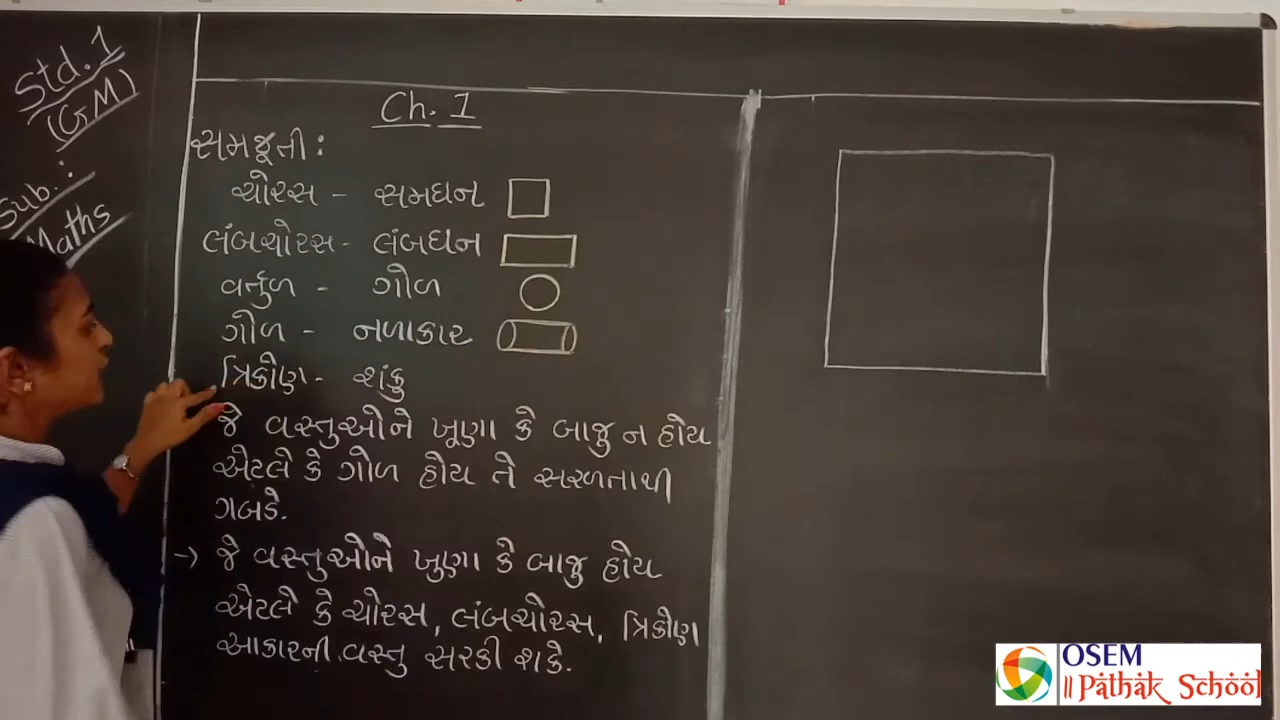 Std. 1
(GM)
Sub. :
Maths
Ch. 1
સમજૂતી :
ચોરસ - સમઘન
લંબચોરસ - લંબઘન
વર્તુળ - ગોળ
ગોળ - નળાકાર
ત્રિકોણ - શંકુ
જે વસ્તુઓને ખૂણા કે બાજુ ન હોય
એટલે કે ગોળ હોય તે સરળતાથી
ગબડે.
→ જે વસ્તુઓને ખુણા કે બાજુ હોય
એટલે કે ચોરસ, લંબચોરસ, ત્રિકોણ
આકારની વસ્તુ સરકી શકે.
OSEM
॥ Pathak School